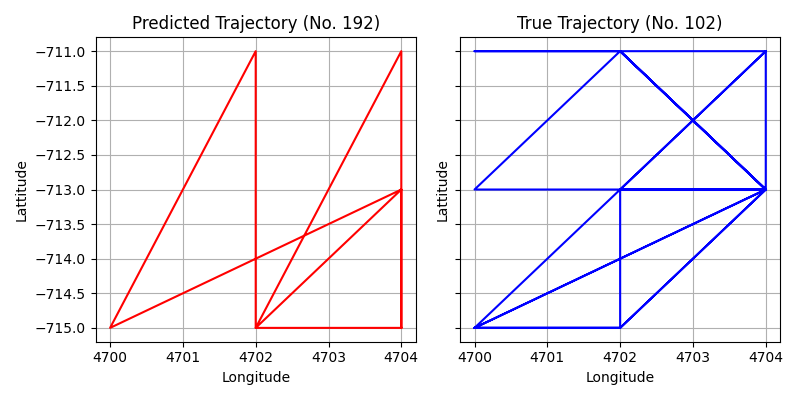 Predicted Trajectory (No. 192)
True Trajectory (No. 102)
Lattitude
−711.0
−711.5
−712.0
−712.5
−713.0
−713.5
−714.0
−714.5
−715.0
4700 4701 4702 4703 4704
Longitude
Lattitude
4700 4701 4702 4703 4704
Longitude